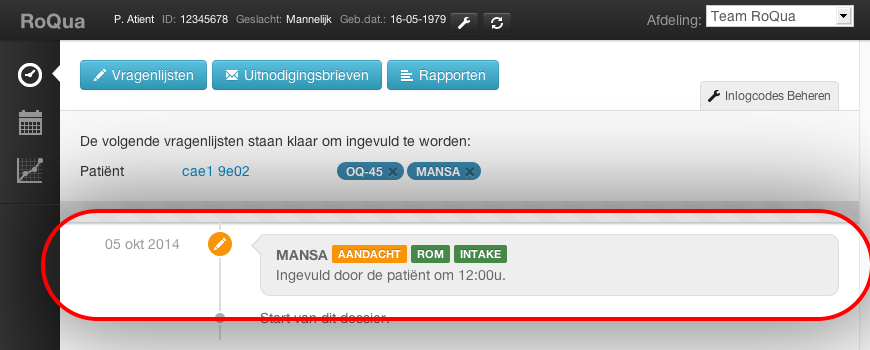 RoQua P. Atient ID: 12345678 Geslacht: Mannelijk Geb.dat.: 16-05-1979 Afdeling: Team RoQua
Vragenlijsten Uitnodigingsbrieven Rapporten
Inlogcodes Beheren
De volgende vragenlijsten staan klaar om ingevuld te worden:
Patiënt cae1 9e02 OQ-45 × MANSA ×
05 okt 2014 MANSA AANDACHT ROM INTAKE
Ingevuld door de patiënt om 12:00u.
Start van dit dossier.